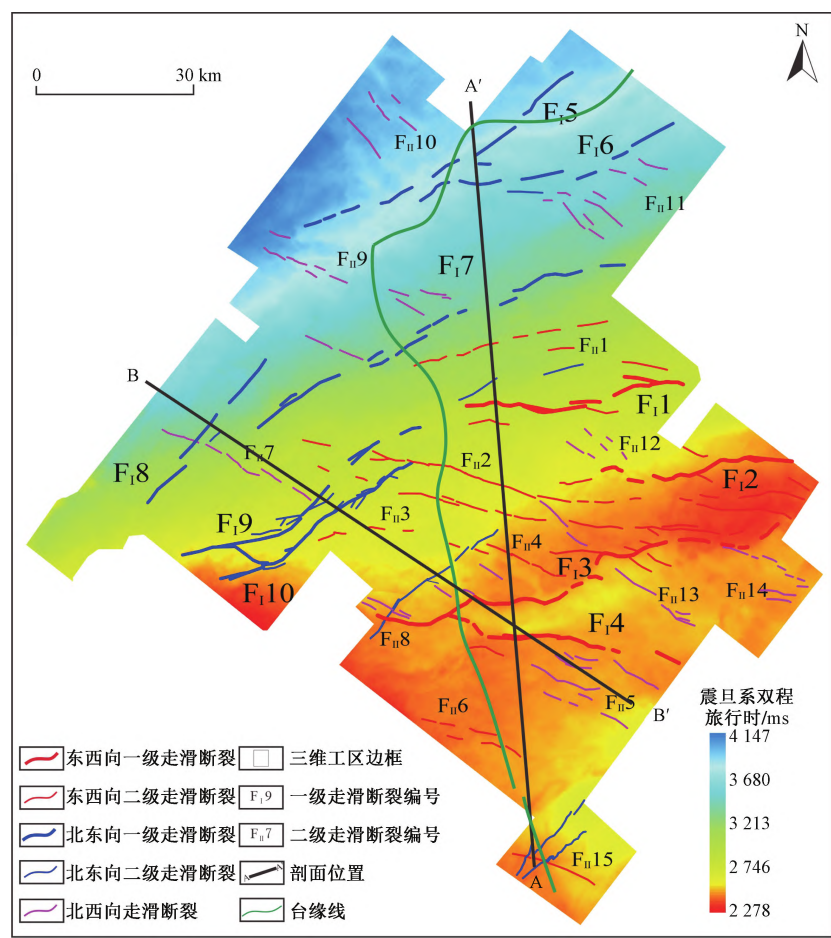 N
0 30 km
A′
FⅠ5
FⅡ10
FⅠ6
FⅡ11
FⅡ9
FⅠ7
FⅡ1
B
FⅠ1
FⅡ12
FⅡ7
FⅡ2
FⅠ8
FⅠ2
FⅡ3
FⅠ9
FⅡ4
FⅠ3
FⅠ10
FⅡ13
FⅡ14
FⅠ4
FⅡ8
FⅡ5
FⅡ6
B′
FⅡ15
A
震旦系双程
旅行时/ms
4 147
3 680
3 213
2 746
2 278
东西向一级走滑断裂 三维工区边框
东西向二级走滑断裂 FⅠ9 一级走滑断裂编号
北东向一级走滑断裂 FⅡ7 二级走滑断裂编号
北东向二级走滑断裂 N N 剖面位置
北西向走滑断裂 台缘线